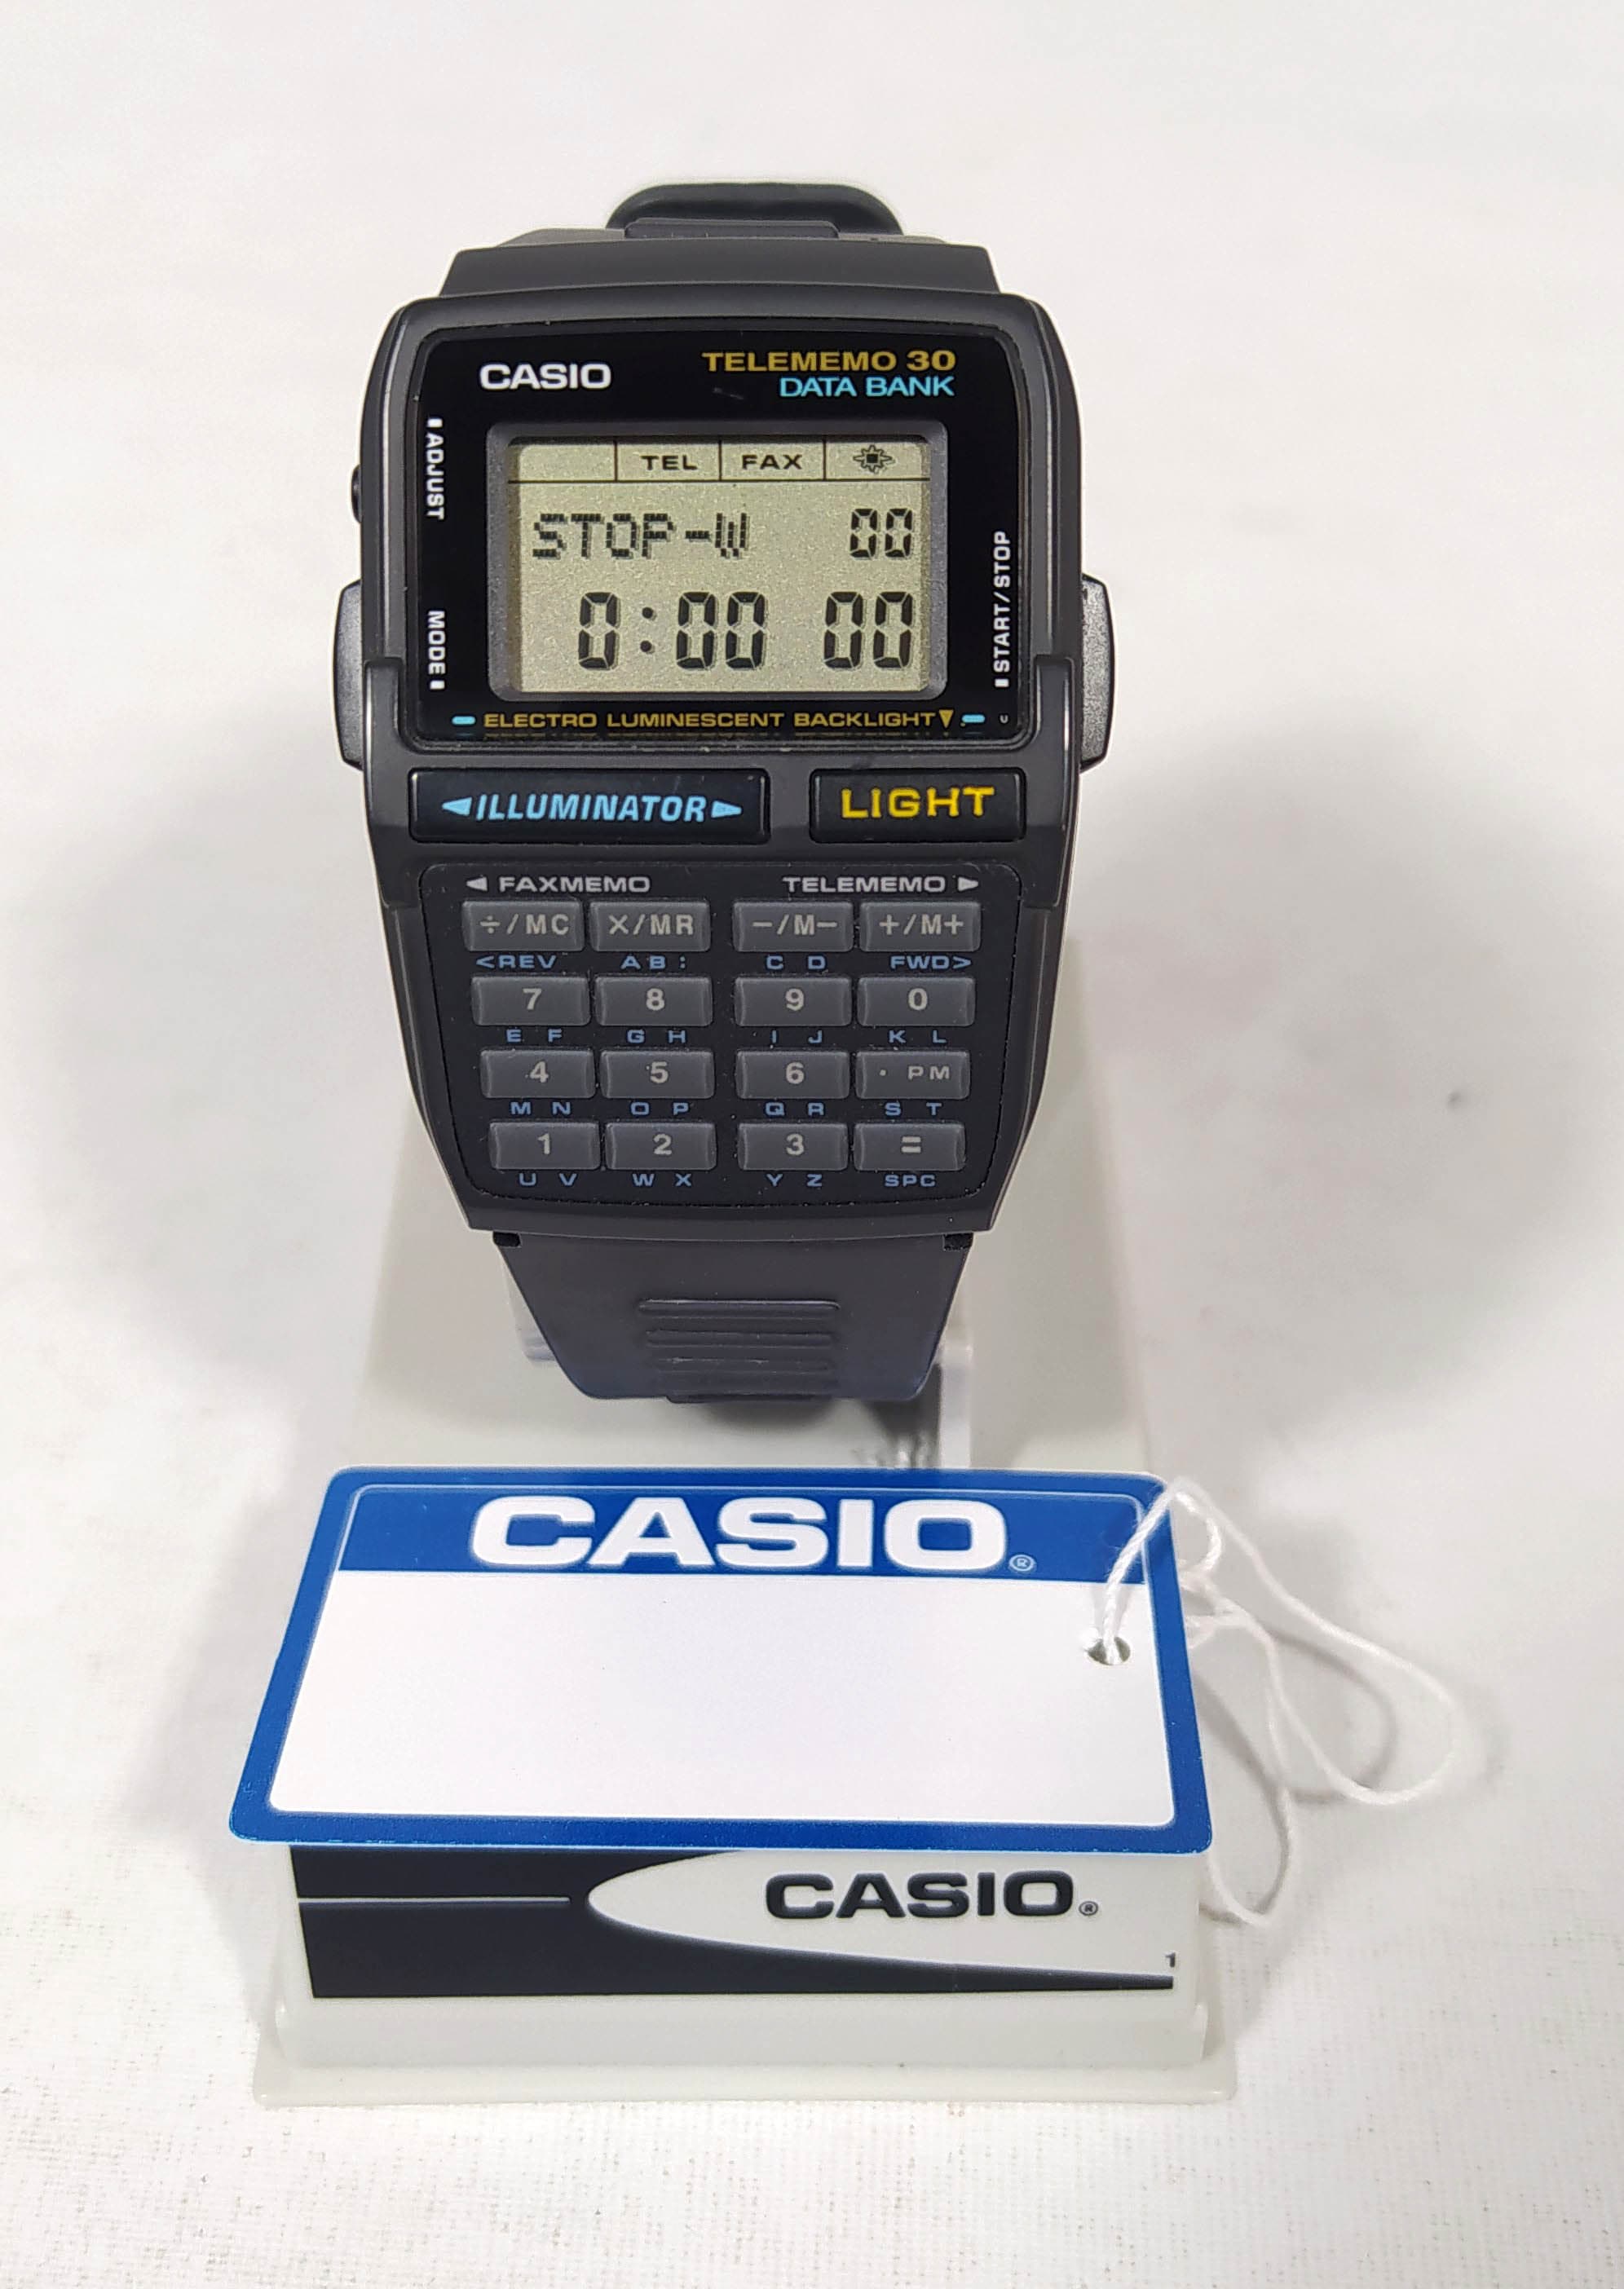 CASIO
TELEMEMO 30
DATA BANK
ADJUST
MODE
START/STOP
TEL FAX
STOP-W 00
0:00 00
ELECTRO LUMINESCENT BACKLIGHT
ILLUMINATOR LIGHT
FAXMEMO TELEMEMO
÷/MC ×/MR −/M− +/M+
<REV A B : C D FWD>
7 8 9 0
E F G H I J K L
4 5 6 · PM
M N O P Q R S T
1 2 3 =
U V W X Y Z SPC
CASIO®
CASIO®
1